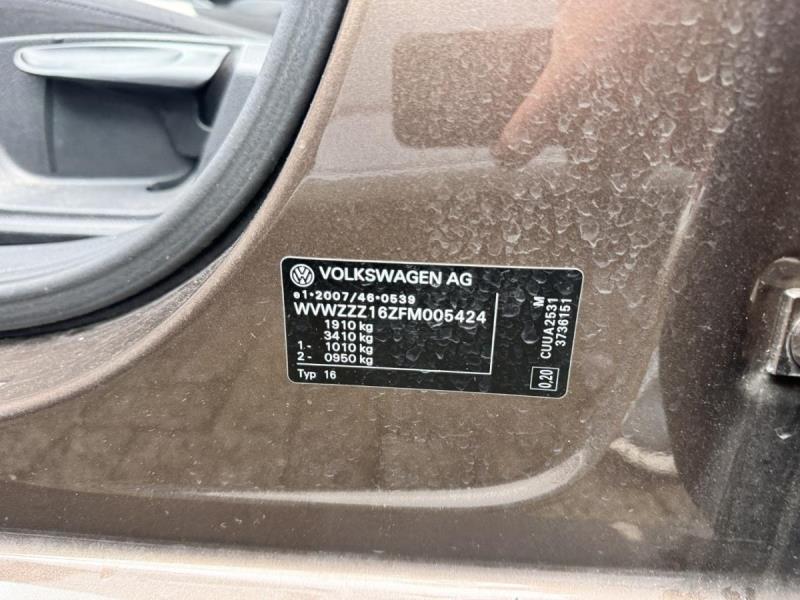 VOLKSWAGEN AG
e1*2007/46*0539
WVWZZZ16ZFM005424
1910 kg
3410 kg
1 - 1010 kg
2 - 0950 kg
Typ 16
0,20
CUUA2531 M
3736151